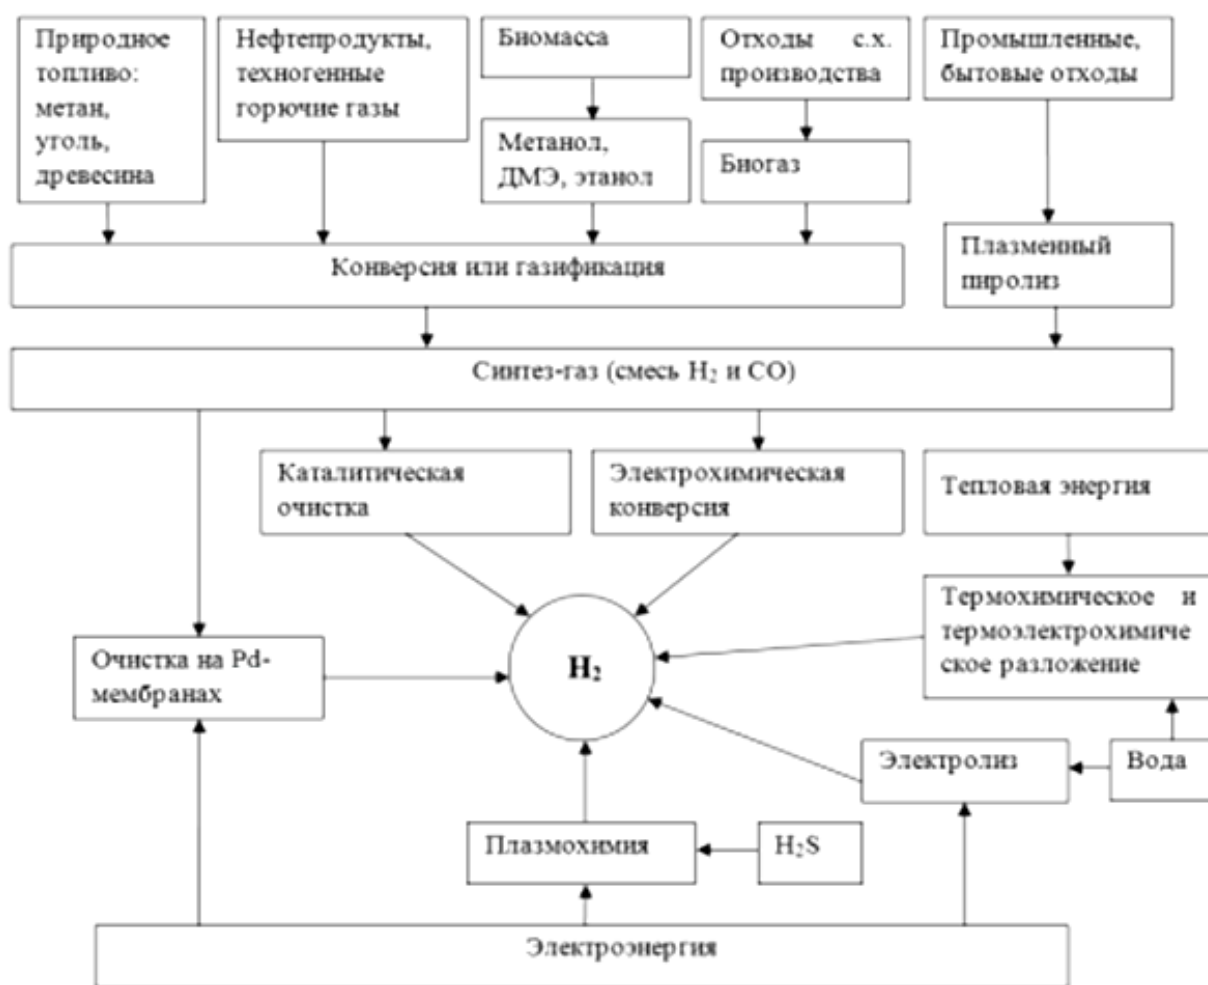 Природное
топливо:
метан,
уголь,
древесина
Нефтепродукты,
техногенные
горючие газы
Биомасса
Отходы с.х.
производства
Промышленные,
бытовые отходы
Метанол,
ДМЭ, этанол
Биогаз
Плазменный
пиролиз
Конверсия или газификация
Синтез-газ (смесь H₂ и CO)
Каталитическая
очистка
Электрохимическая
конверсия
Тепловая энергия
Термохимическое и
термоэлектрохимиче
ское разложение
Очистка на Pd-
мембранах
H₂
Электролиз
Вода
Плазмохимия
H₂S
Электроэнергия